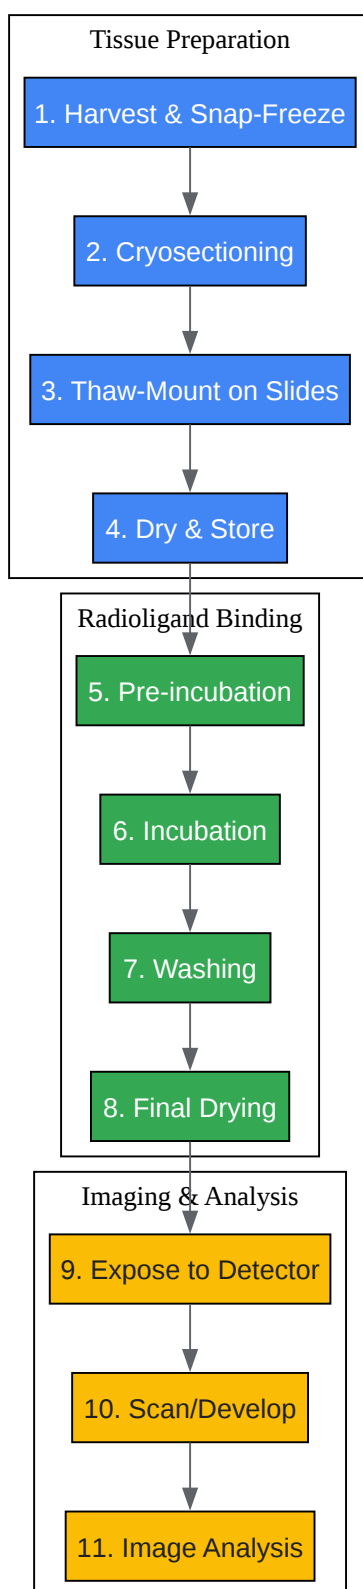 Tissue Preparation
1. Harvest & Snap-Freeze
2. Cryosectioning
3. Thaw-Mount on Slides
4. Dry & Store
Radioligand Binding
5. Pre-incubation
6. Incubation
7. Washing
8. Final Drying
Imaging & Analysis
9. Expose to Detector
10. Scan/Develop
11. Image Analysis